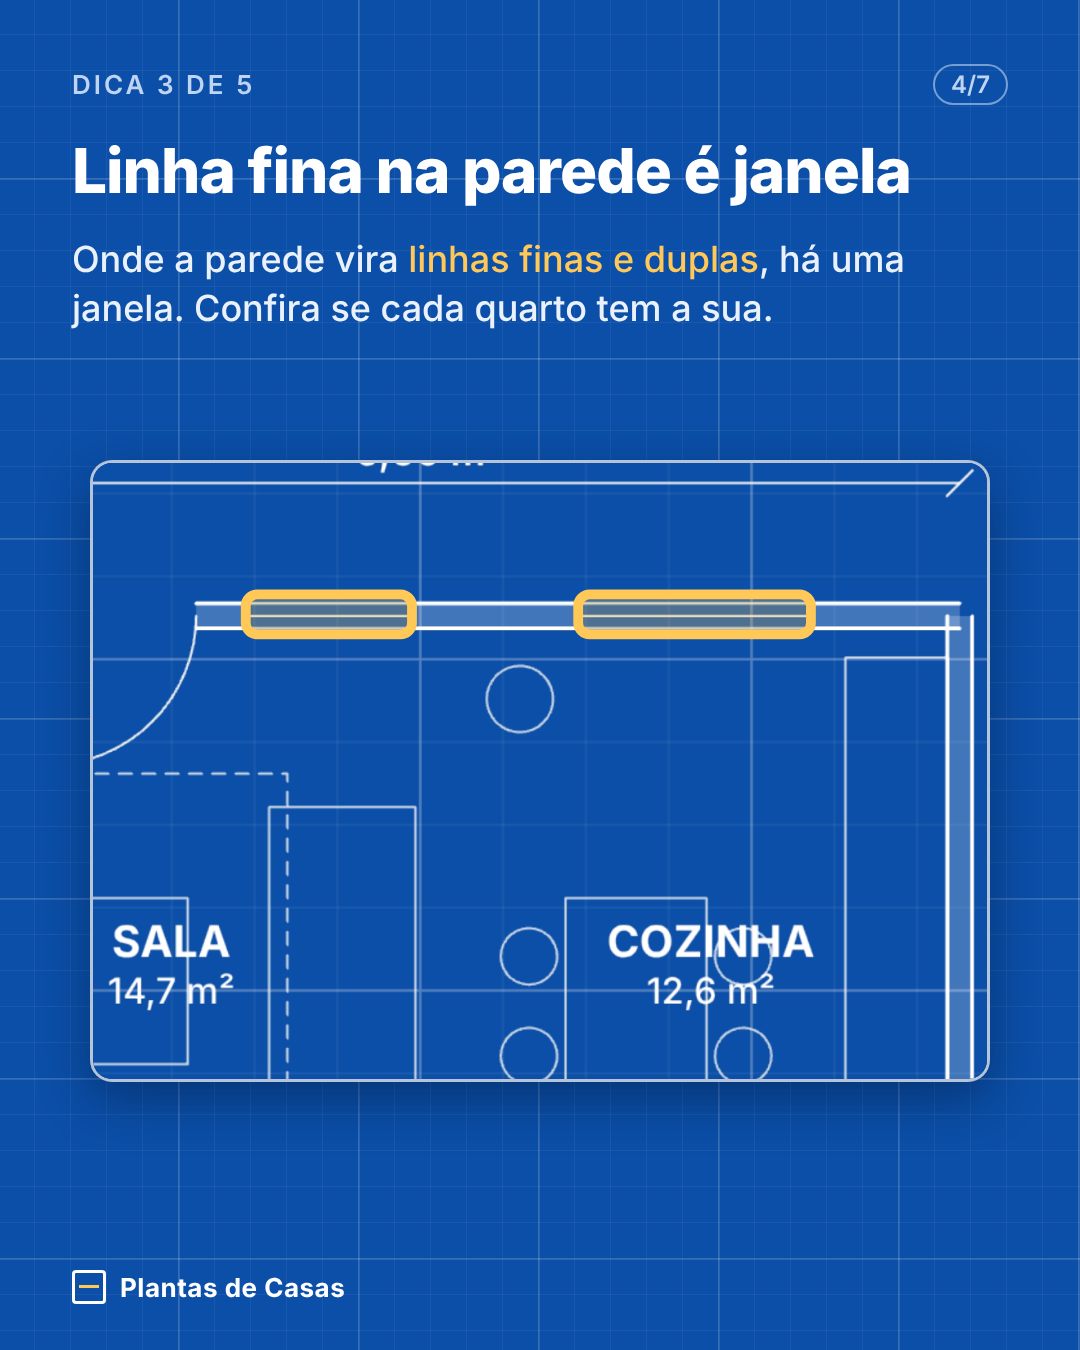 DICA 3 DE 5
4/7
Linha fina na parede é janela
Onde a parede vira linhas finas e duplas, há uma
janela. Confira se cada quarto tem a sua.
SALA
14,7 m²
COZINHA
12,6 m²
Plantas de Casas